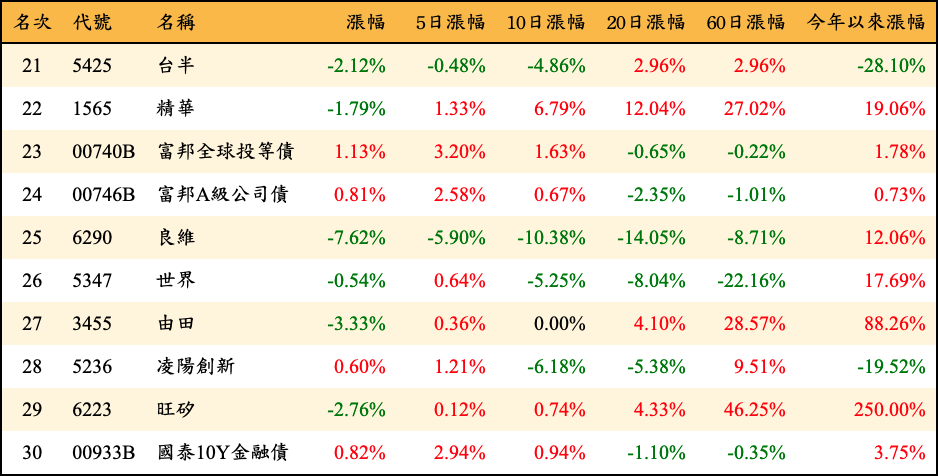 名次 代號 名稱 漲幅 5日漲幅 10日漲幅 20日漲幅 60日漲幅 今年以來漲幅
21 5425 台半 -2.12% -0.48% -4.86% 2.96% 2.96% -28.10%
22 1565 精華 -1.79% 1.33% 6.79% 12.04% 27.02% 19.06%
23 00740B 富邦全球投等債 1.13% 3.20% 1.63% -0.65% -0.22% 1.78%
24 00746B 富邦A級公司債 0.81% 2.58% 0.67% -2.35% -1.01% 0.73%
25 6290 良維 -7.62% -5.90% -10.38% -14.05% -8.71% 12.06%
26 5347 世界 -0.54% 0.64% -5.25% -8.04% -22.16% 17.69%
27 3455 由田 -3.33% 0.36% 0.00% 4.10% 28.57% 88.26%
28 5236 凌陽創新 0.60% 1.21% -6.18% -5.38% 9.51% -19.52%
29 6223 旺矽 -2.76% 0.12% 0.74% 4.33% 46.25% 250.00%
30 00933B 國泰10Y金融債 0.82% 2.94% 0.94% -1.10% -0.35% 3.75%